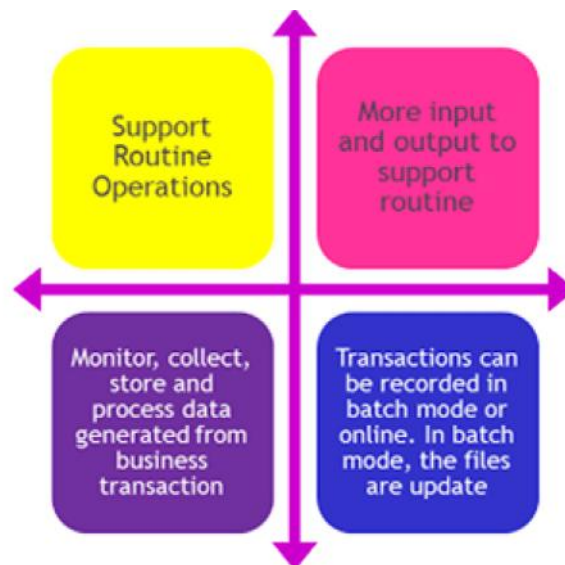 Support
Routine
Operations
More input
and output to
support
routine
Monitor, collect,
store and
process data
generated from
business
transaction
Transactions can
be recorded in
batch mode or
online. In batch
mode, the files
are update